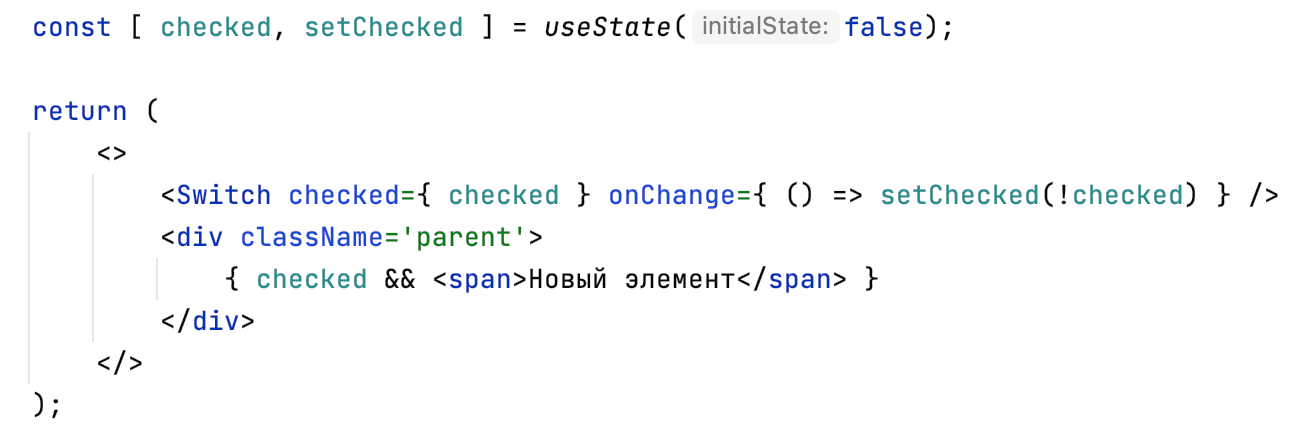 const [ checked, setChecked ] = useState( initialState: false);
return (
<>
<Switch checked={ checked } onChange={ () => setChecked(!checked) } />
<div className='parent'>
{ checked && <span>Новый элемент</span> }
</div>
</>
);